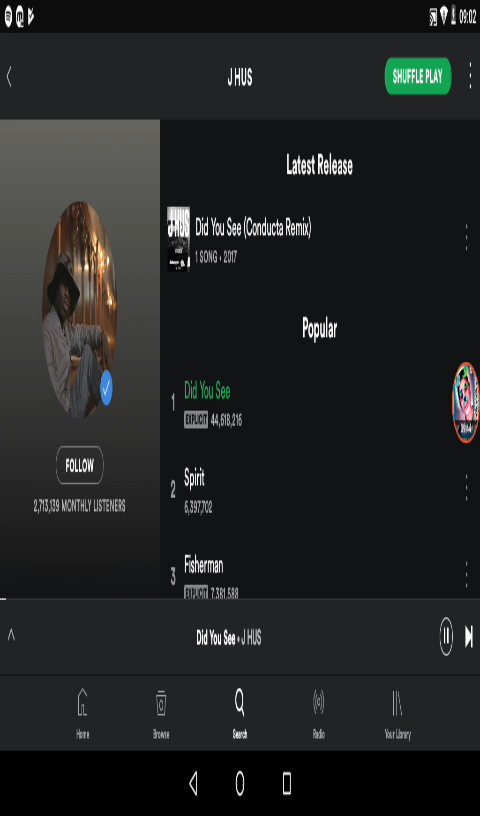 09:02
J HUS
SHUFFLE PLAY
Latest Release
J HUS
Did You See (Conducta Remix)
1 SONG • 2017
Popular
1
Did You See
EXPLICIT 44,618,216
2
Spirit
6,397,702
3
Fisherman
EXPLICIT 7,381,588
FOLLOW
2,713,139 MONTHLY LISTENERS
Did You See • J HUS
Home
Browse
Search
Radio
Your Library